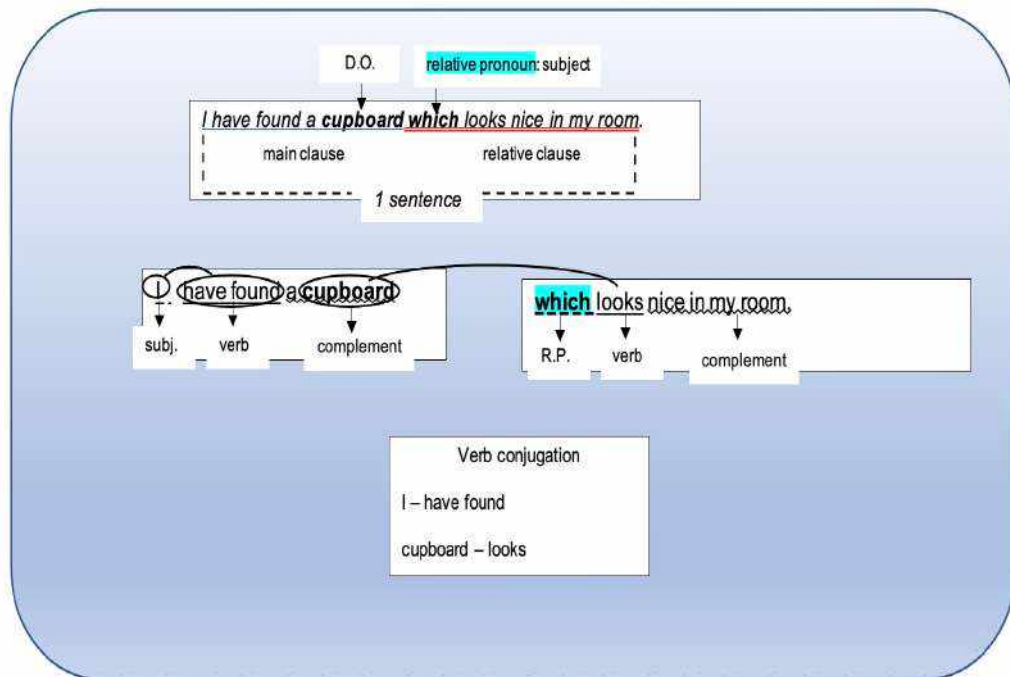 D.O. relative pronoun: subject
I have found a cupboard which looks nice in my room.
main clause relative clause
1 sentence
I have found a cupboard
subj. verb complement
which looks nice in my room.
R.P. verb complement
Verb conjugation
I – have found
cupboard – looks